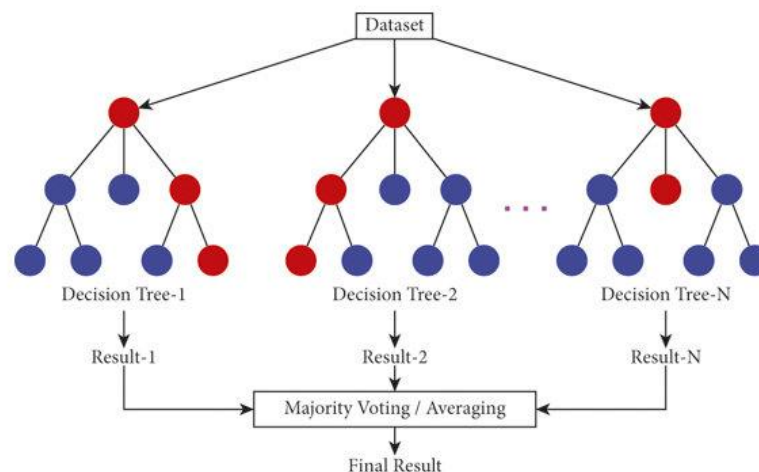 Dataset
Decision Tree-1
Decision Tree-2
Decision Tree-N
Result-1
Result-2
Result-N
Majority Voting / Averaging
Final Result